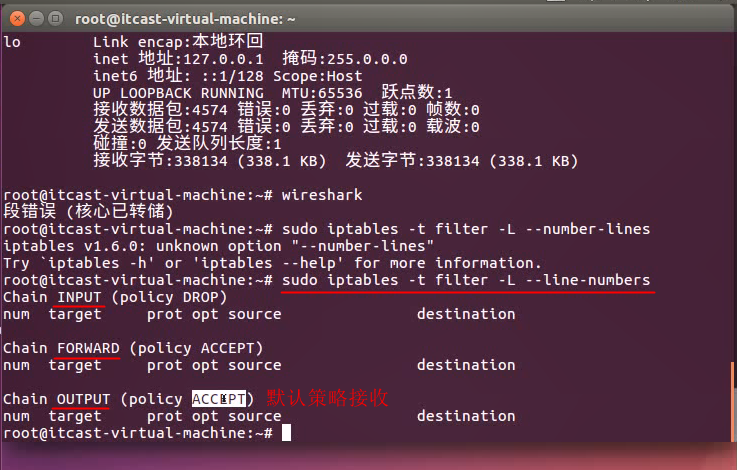 root@itcast-virtual-machine: ~
lo        Link encap:本地环回
          inet 地址:127.0.0.1  掩码:255.0.0.0
          inet6 地址: ::1/128 Scope:Host
          UP LOOPBACK RUNNING  MTU:65536  跃点数:1
          接收数据包:4574 错误:0 丢弃:0 过载:0 帧数:0
          发送数据包:4574 错误:0 丢弃:0 过载:0 载波:0
          碰撞:0 发送队列长度:1
          接收字节:338134 (338.1 KB)  发送字节:338134 (338.1 KB)
root@itcast-virtual-machine:~# wireshark
段错误 (核心已转储)
root@itcast-virtual-machine:~# sudo iptables -t filter -L --number-lines
iptables v1.6.0: unknown option "--number-lines"
Try `iptables -h' or 'iptables --help' for more information.
root@itcast-virtual-machine:~# sudo iptables -t filter -L --line-numbers
Chain INPUT (policy DROP)
num  target     prot opt source               destination
Chain FORWARD (policy ACCEPT)
num  target     prot opt source               destination
Chain OUTPUT (policy ACCEPT) 默认策略接收
num  target     prot opt source               destination
root@itcast-virtual-machine:~#